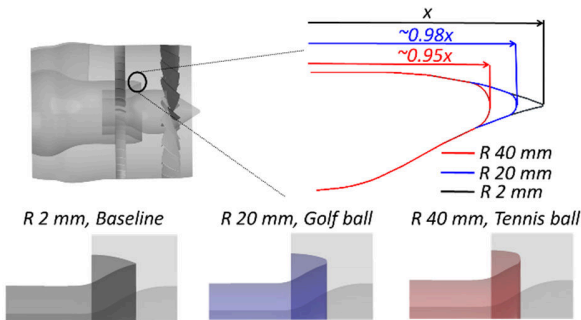 x
~0.98x
~0.95x
R 40 mm
R 20 mm
R 2 mm
R 2 mm, Baseline
R 20 mm, Golf ball
R 40 mm, Tennis ball